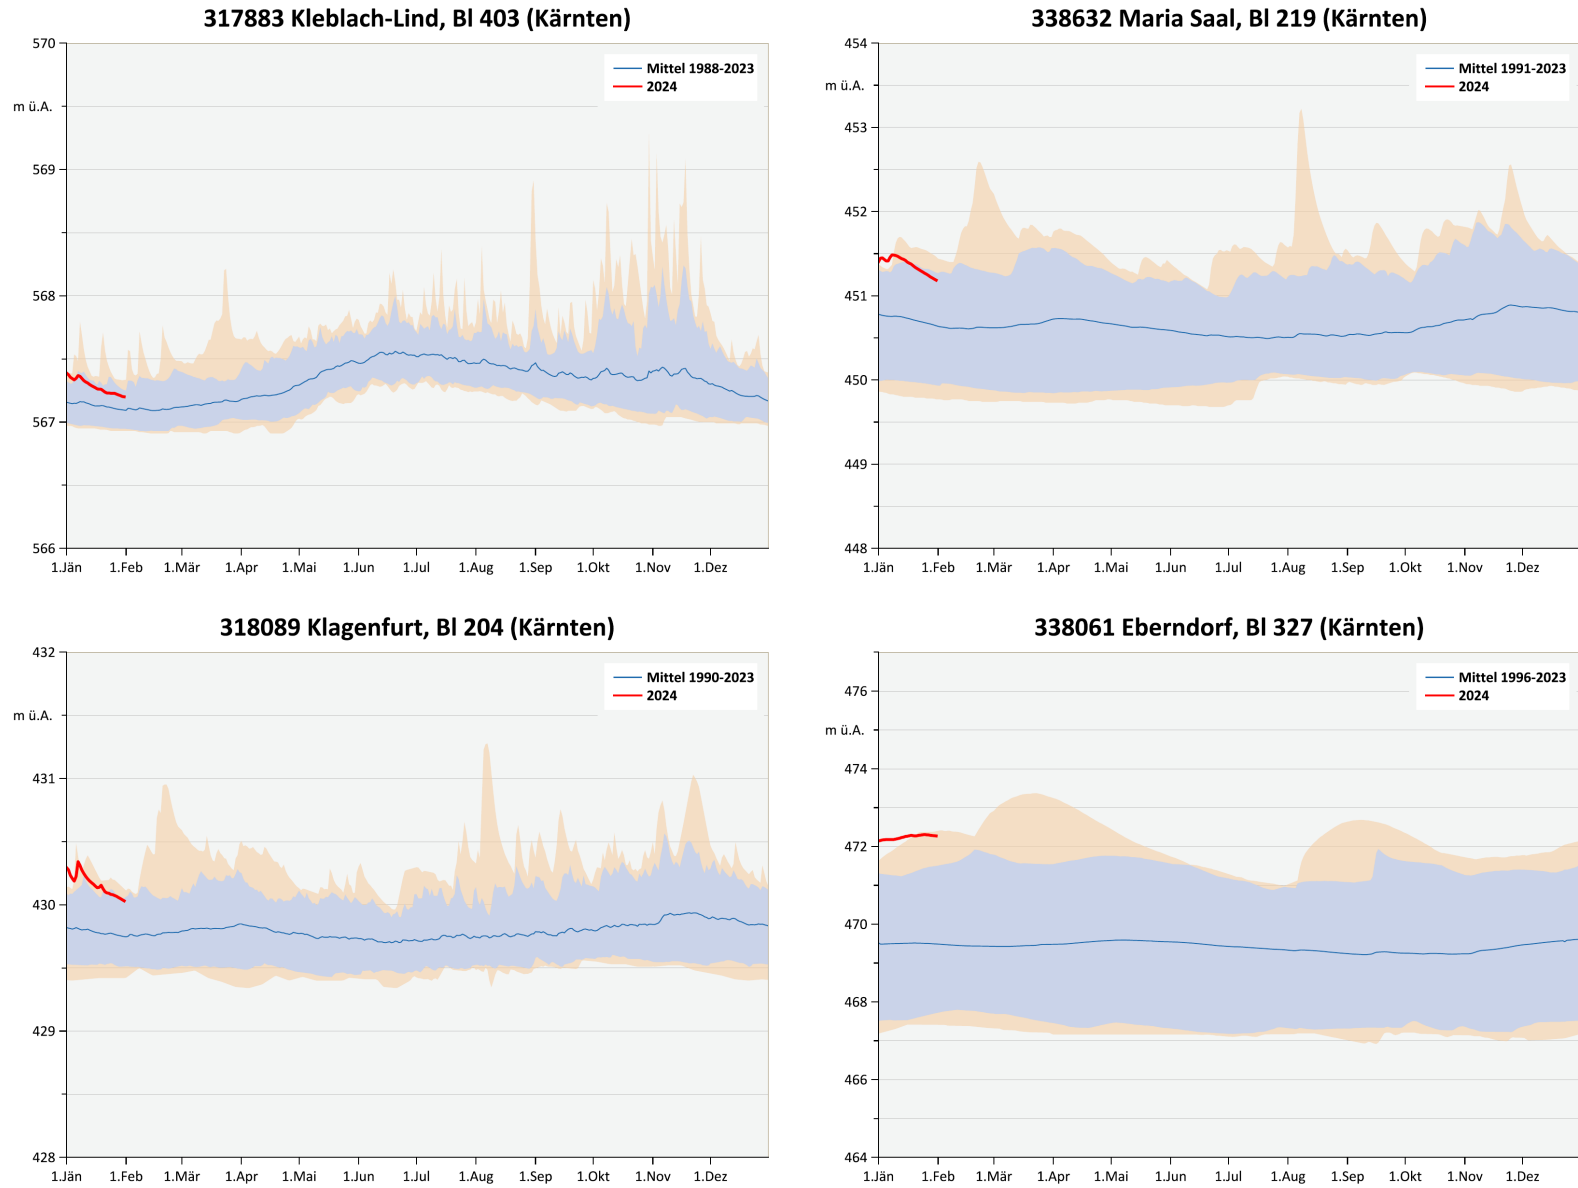 317883 Kleblach-Lind, Bl 403 (Kärnten)
570
m ü.A.
569
568
567
566
Mittel 1988-2023
2024
1.Jän 1.Feb 1.Mär 1.Apr 1.Mai 1.Jun 1.Jul 1.Aug 1.Sep 1.Okt 1.Nov 1.Dez
338632 Maria Saal, Bl 219 (Kärnten)
454
m ü.A.
453
452
451
450
449
448
Mittel 1991-2023
2024
1.Jän 1.Feb 1.Mär 1.Apr 1.Mai 1.Jun 1.Jul 1.Aug 1.Sep 1.Okt 1.Nov 1.Dez
318089 Klagenfurt, Bl 204 (Kärnten)
432
m ü.A.
431
430
429
428
Mittel 1990-2023
2024
1.Jän 1.Feb 1.Mär 1.Apr 1.Mai 1.Jun 1.Jul 1.Aug 1.Sep 1.Okt 1.Nov 1.Dez
338061 Eberndorf, Bl 327 (Kärnten)
476
m ü.A.
474
472
470
468
466
464
Mittel 1996-2023
2024
1.Jän 1.Feb 1.Mär 1.Apr 1.Mai 1.Jun 1.Jul 1.Aug 1.Sep 1.Okt 1.Nov 1.Dez